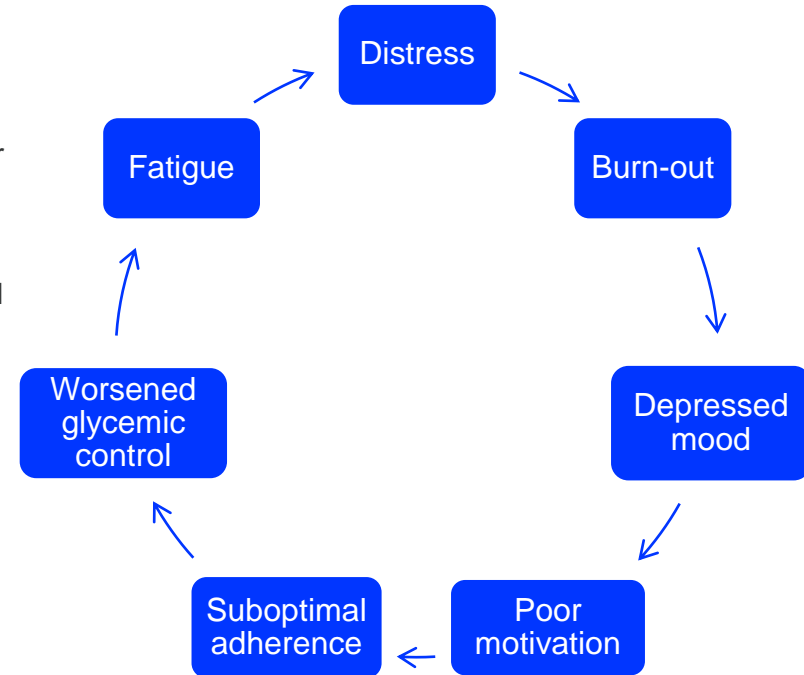 Distress
Burn-out
Depressed
mood
Poor
motivation
Suboptimal
adherence
Worsened
glycemic
control
Fatigue